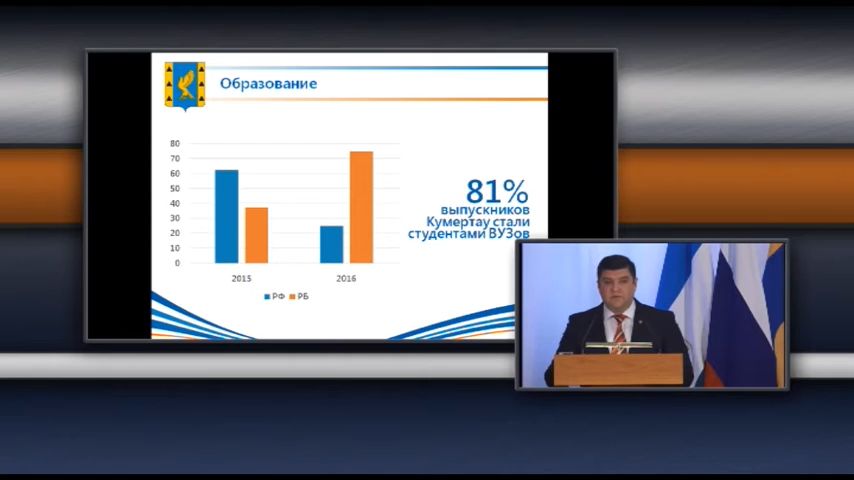 Образование
80
70
60
50
40
30
20
10
0
2015
2016
РФ РБ
81%
выпускников
Кумертау стали
студентами ВУЗов